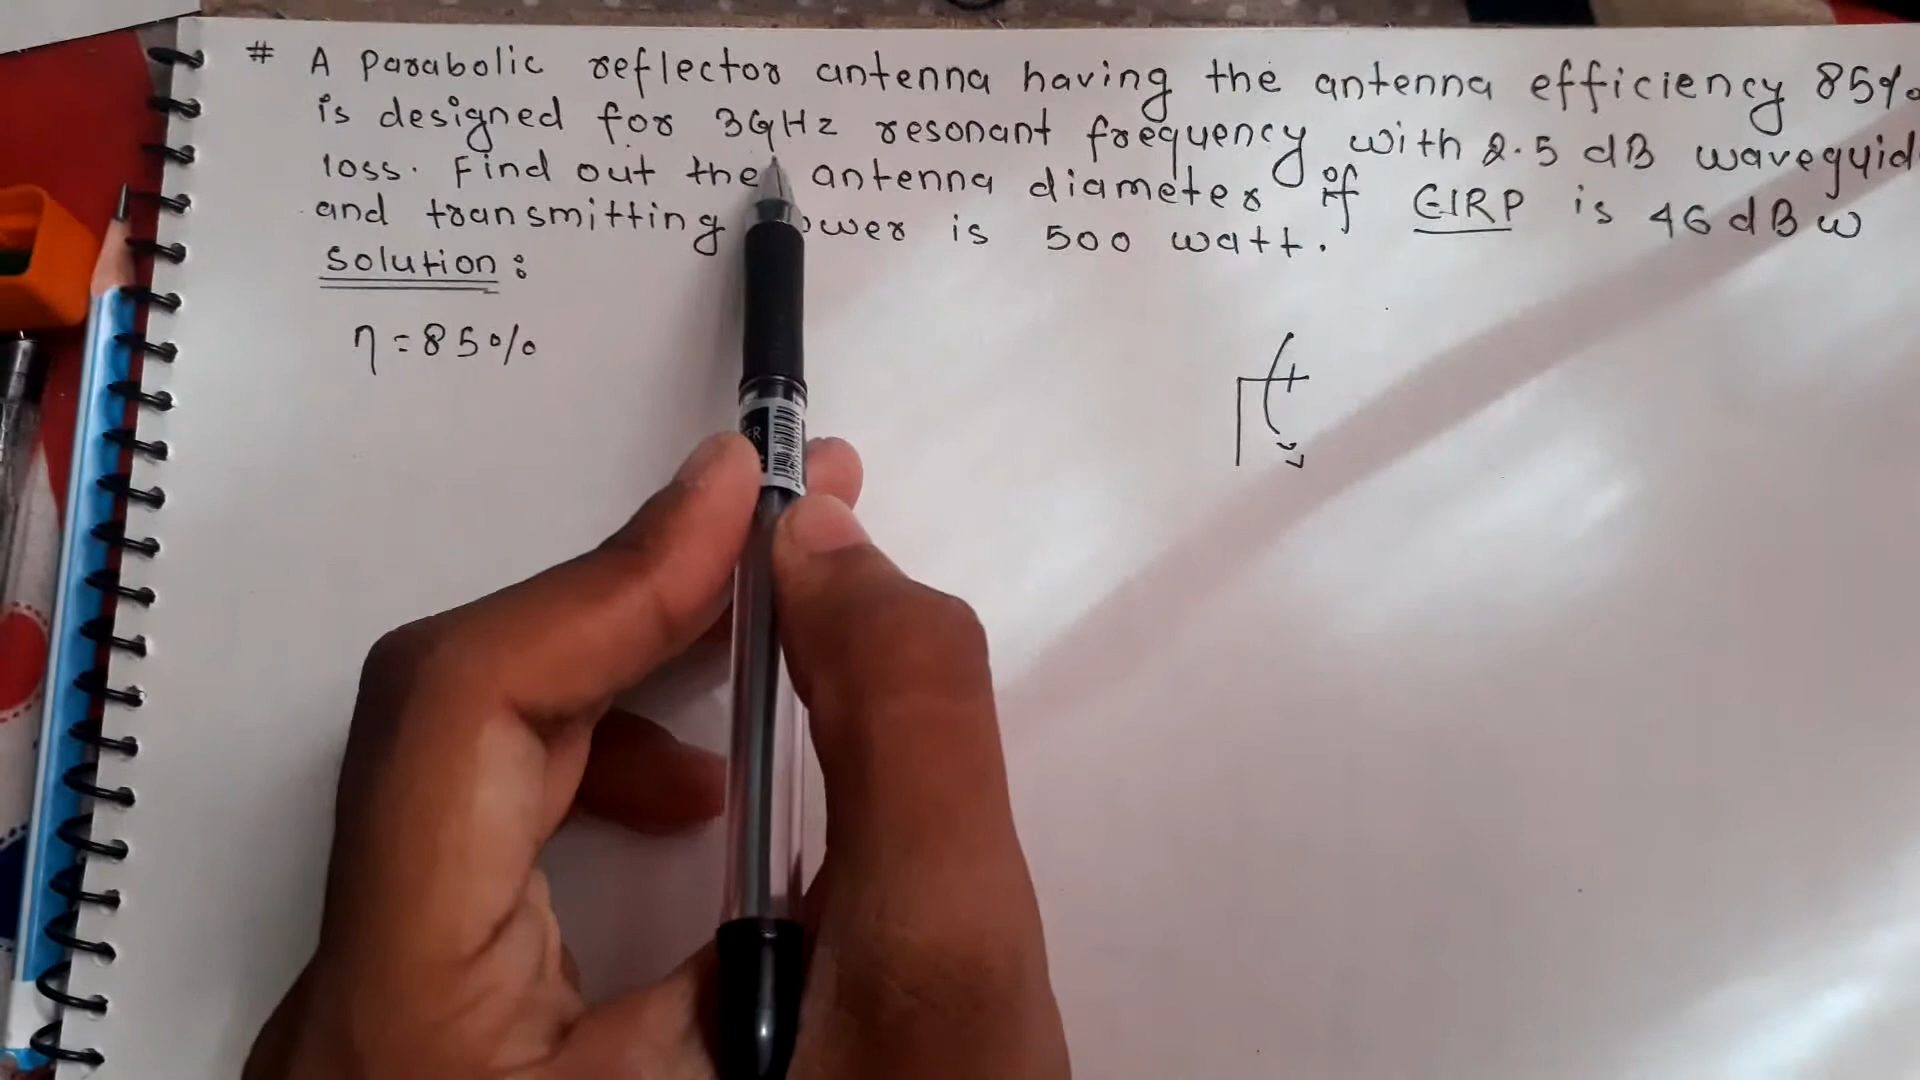 # A parabolic reflector antenna having the antenna efficiency 85%
is designed for 3GHz resonant frequency with 2.5 dB waveguid
loss. Find out the antenna diameter of if EIRP is 46 dBw
and transmitting ower is 500 watt.
Solution:
η = 85%